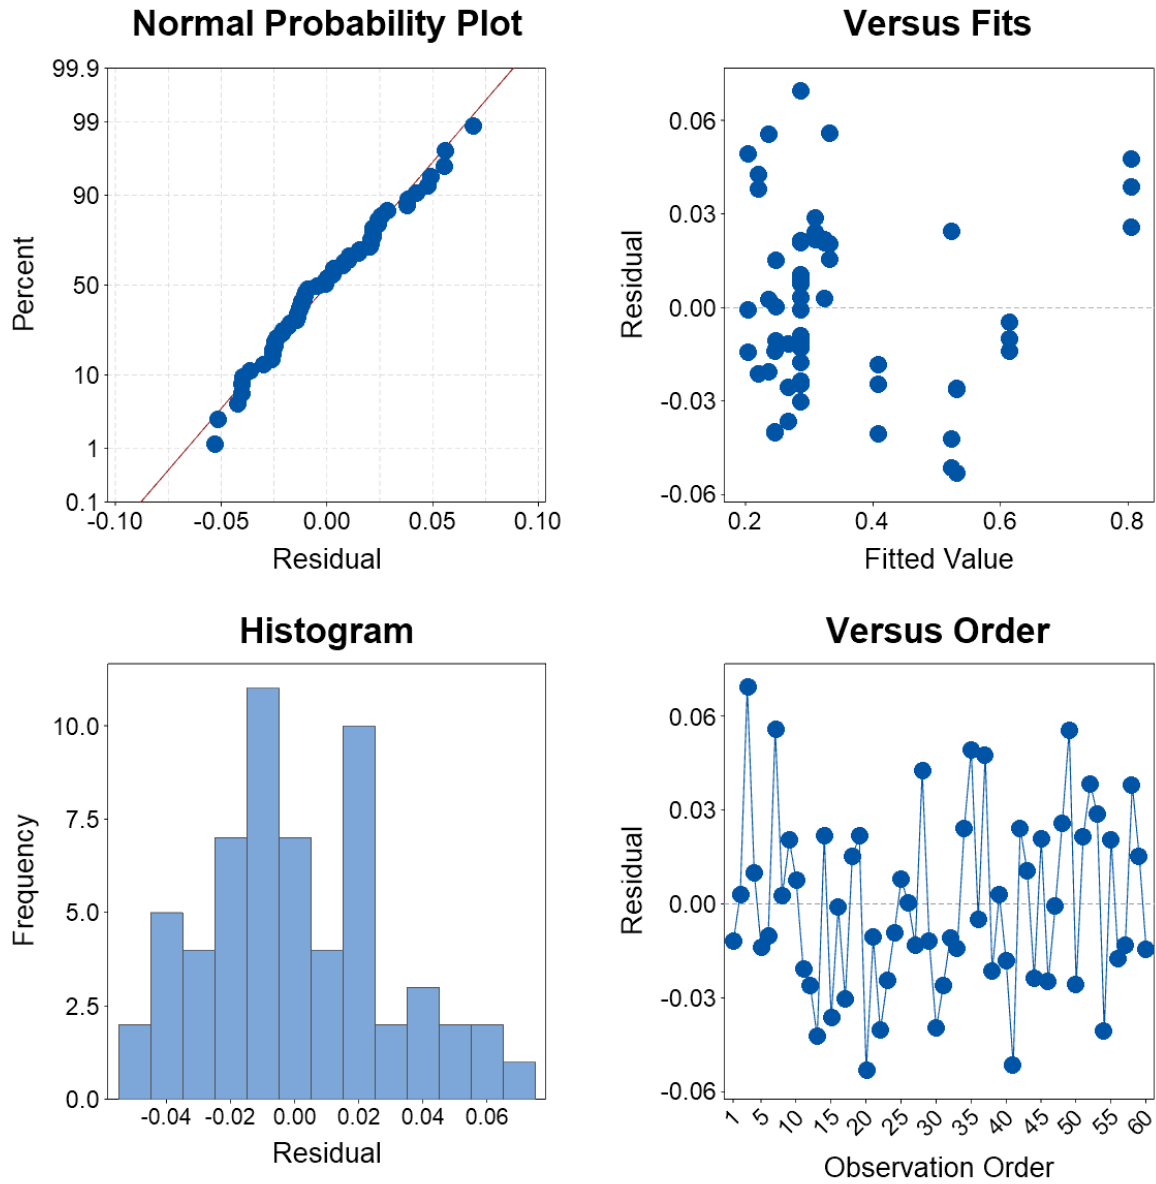 Normal Probability Plot
99.9
99
90
50
10
1
0.1
Percent
-0.10 -0.05 0.00 0.05 0.10
Residual
Versus Fits
0.06
0.03
0.00
-0.03
-0.06
Residual
0.2 0.4 0.6 0.8
Fitted Value
Histogram
10.0
7.5
5.0
2.5
0.0
Frequency
-0.04 -0.02 0.00 0.02 0.04 0.06
Residual
Versus Order
0.06
0.03
0.00
-0.03
-0.06
Residual
1 5 10 15 20 25 30 35 40 45 50 55 60
Observation Order